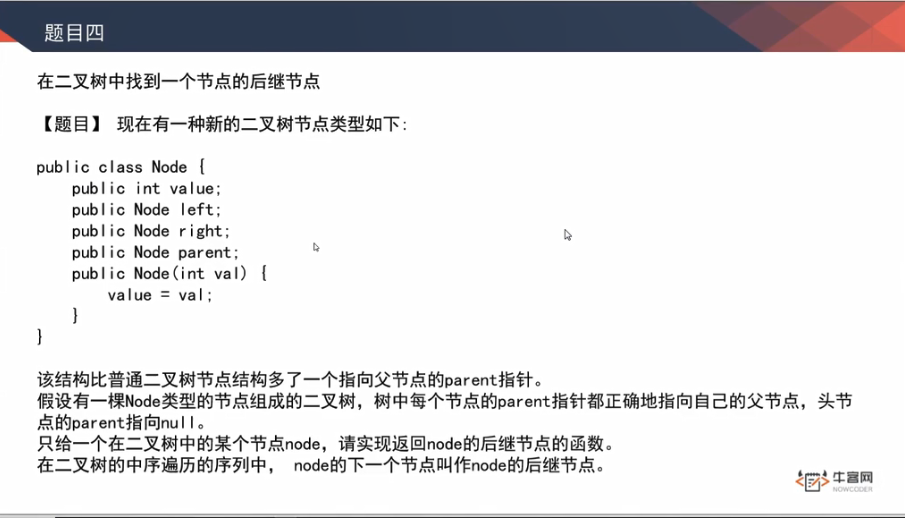 题目四
在二叉树中找到一个节点的后继节点
【题目】 现在有一种新的二叉树节点类型如下:
public class Node {
public int value;
public Node left;
public Node right;
public Node parent;
public Node(int val) {
value = val;
}
}
该结构比普通二叉树节点结构多了一个指向父节点的parent指针。
假设有一棵Node类型的节点组成的二叉树，树中每个节点的parent指针都正确地指向自己的父节点，头节
点的parent指向null。
只给一个在二叉树中的某个节点node，请实现返回node的后继节点的函数。
在二叉树的中序遍历的序列中， node的下一个节点叫作node的后继节点。
牛客网
NOWCODER